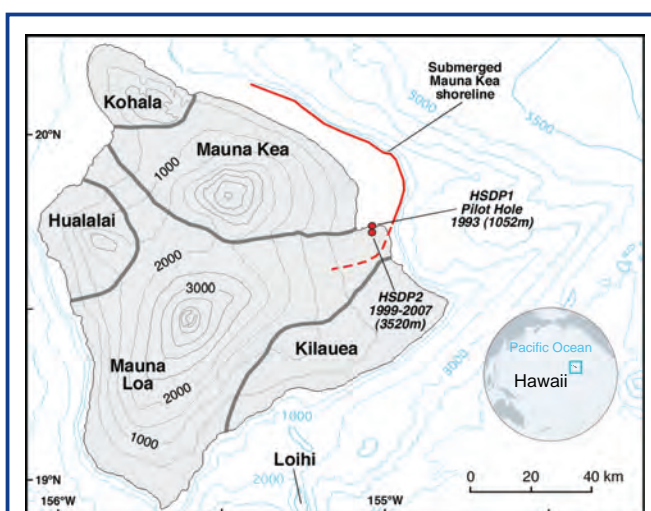 Submerged
Mauna Kea
shoreline
5000
5500
Kohala
20°N
Mauna Kea
1000
HSDP1
Pilot Hole
1993 (1052m)
Hualalai
2000
3000
HSDP2
1999-2007
(3520m)
Kilauea
3000
Pacific Ocean
Hawaii
Mauna
Loa
2000
1000
1000
Loihi
2000
19°N
0 20 40 km
156°W
155°W